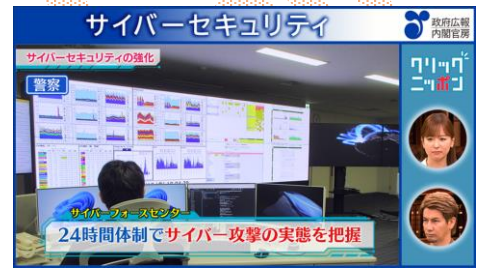 サイバーセキュリティ
政府広報
内閣官房
サイバーセキュリティの強化
警察
クリック
ニッポン
サイバーフォースセンター
24時間体制でサイバー攻撃の実態を把握